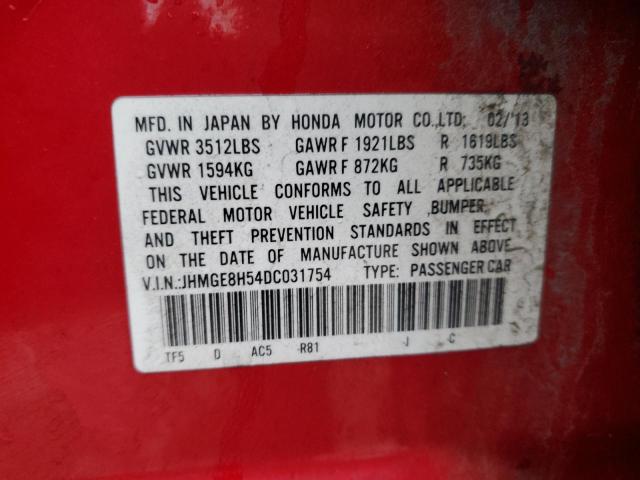 MFD. IN JAPAN BY HONDA MOTOR CO.,LTD; 02/'13
GVWR 3512LBS GAWR F 1921LBS R 1619LBS
GVWR 1594KG GAWR F 872KG R 735KG
THIS VEHICLE CONFORMS TO ALL APPLICABLE
FEDERAL MOTOR VEHICLE SAFETY ,BUMPER,
AND THEFT PREVENTION STANDARDS IN EFFECT
ON THE DATE OF MANUFACTURE SHOWN ABOVE.
V.I.N.:JHMGE8H54DC031754 TYPE: PASSENGER CAR
TF5 D AC5 R81 J C